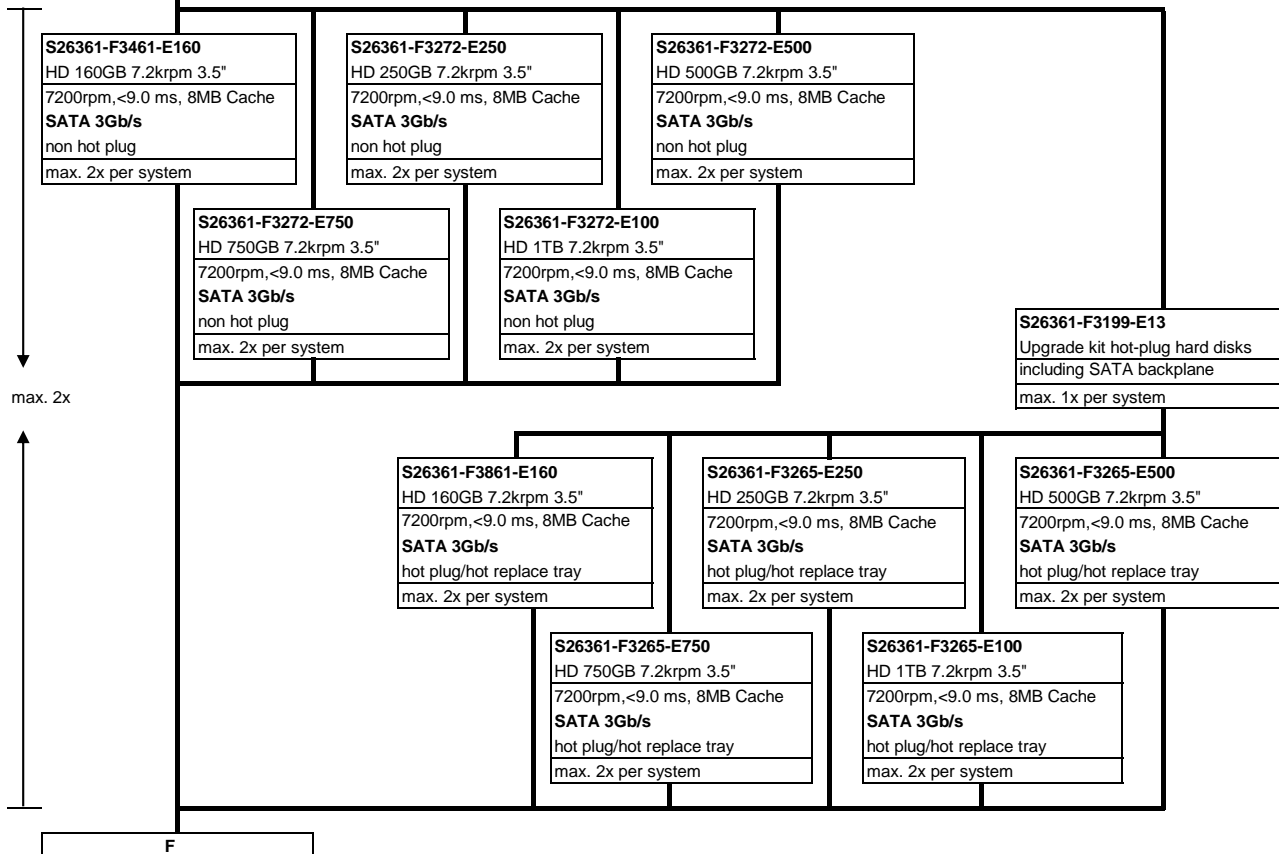 S26361-F3461-E160
HD 160GB 7.2krpm 3.5"
7200rpm,<9.0 ms, 8MB Cache
SATA 3Gb/s
non hot plug
max. 2x per system
S26361-F3272-E250
HD 250GB 7.2krpm 3.5"
7200rpm,<9.0 ms, 8MB Cache
SATA 3Gb/s
non hot plug
max. 2x per system
S26361-F3272-E500
HD 500GB 7.2krpm 3.5"
7200rpm,<9.0 ms, 8MB Cache
SATA 3Gb/s
non hot plug
max. 2x per system
S26361-F3272-E750
HD 750GB 7.2krpm 3.5"
7200rpm,<9.0 ms, 8MB Cache
SATA 3Gb/s
non hot plug
max. 2x per system
S26361-F3272-E100
HD 1TB 7.2krpm 3.5"
7200rpm,<9.0 ms, 8MB Cache
SATA 3Gb/s
non hot plug
max. 2x per system
S26361-F3199-E13
Upgrade kit hot-plug hard disks
including SATA backplane
max. 1x per system
max. 2x
S26361-F3861-E160
HD 160GB 7.2krpm 3.5"
7200rpm,<9.0 ms, 8MB Cache
SATA 3Gb/s
hot plug/hot replace tray
max. 2x per system
S26361-F3265-E250
HD 250GB 7.2krpm 3.5"
7200rpm,<9.0 ms, 8MB Cache
SATA 3Gb/s
hot plug/hot replace tray
max. 2x per system
S26361-F3265-E500
HD 500GB 7.2krpm 3.5"
7200rpm,<9.0 ms, 8MB Cache
SATA 3Gb/s
hot plug/hot replace tray
max. 2x per system
S26361-F3265-E750
HD 750GB 7.2krpm 3.5"
7200rpm,<9.0 ms, 8MB Cache
SATA 3Gb/s
hot plug/hot replace tray
max. 2x per system
S26361-F3265-E100
HD 1TB 7.2krpm 3.5"
7200rpm,<9.0 ms, 8MB Cache
SATA 3Gb/s
hot plug/hot replace tray
max. 2x per system
F